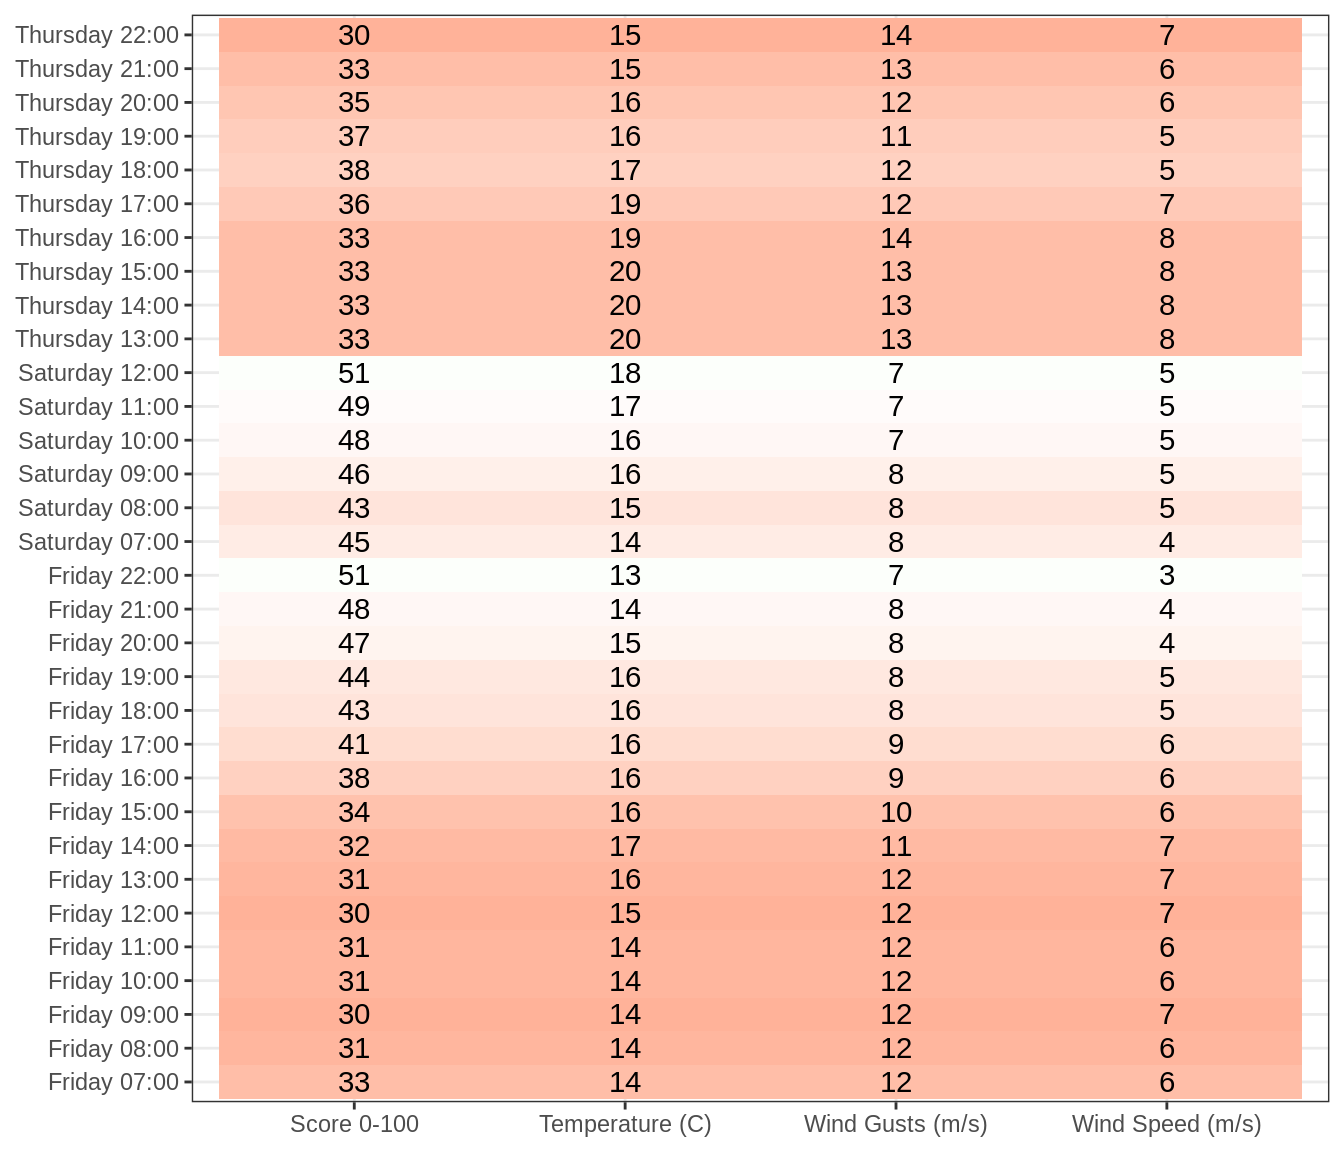 Thursday 22:00 30 15 14 7
Thursday 21:00 33 15 13 6
Thursday 20:00 35 16 12 6
Thursday 19:00 37 16 11 5
Thursday 18:00 38 17 12 5
Thursday 17:00 36 19 12 7
Thursday 16:00 33 19 14 8
Thursday 15:00 33 20 13 8
Thursday 14:00 33 20 13 8
Thursday 13:00 33 20 13 8
Saturday 12:00 51 18 7 5
Saturday 11:00 49 17 7 5
Saturday 10:00 48 16 7 5
Saturday 09:00 46 16 8 5
Saturday 08:00 43 15 8 5
Saturday 07:00 45 14 8 4
Friday 22:00 51 13 7 3
Friday 21:00 48 14 8 4
Friday 20:00 47 15 8 4
Friday 19:00 44 16 8 5
Friday 18:00 43 16 8 5
Friday 17:00 41 16 9 6
Friday 16:00 38 16 9 6
Friday 15:00 34 16 10 6
Friday 14:00 32 17 11 7
Friday 13:00 31 16 12 7
Friday 12:00 30 15 12 7
Friday 11:00 31 14 12 6
Friday 10:00 31 14 12 6
Friday 09:00 30 14 12 7
Friday 08:00 31 14 12 6
Friday 07:00 33 14 12 6
Score 0-100 Temperature (C) Wind Gusts (m/s) Wind Speed (m/s)